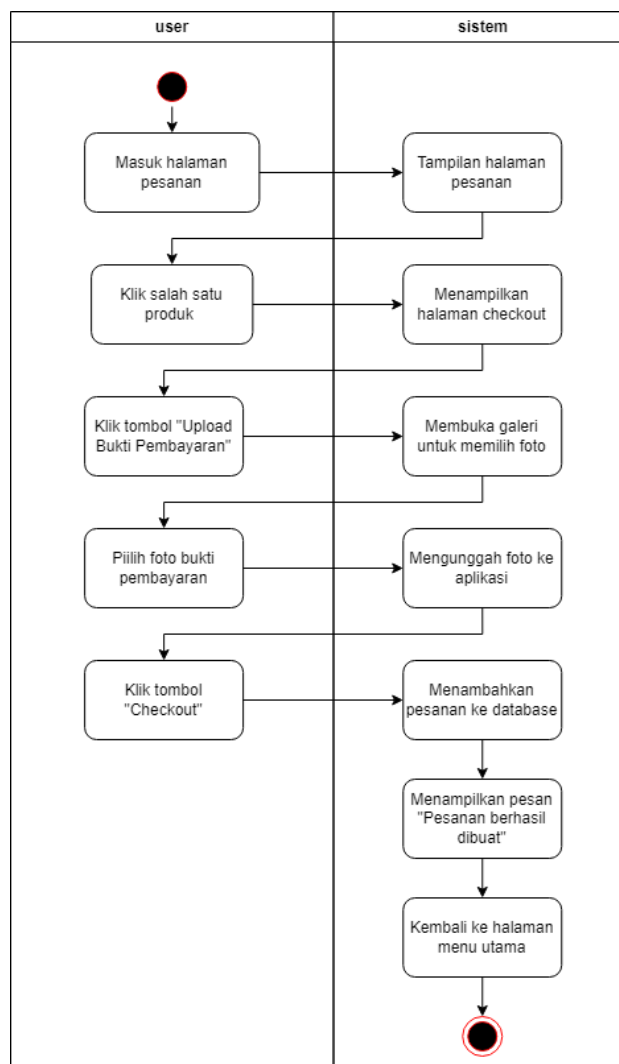 user
sistem
Masuk halaman
pesanan
Tampilan halaman
pesanan
Klik salah satu
produk
Menampilkan
halaman checkout
Klik tombol "Upload
Bukti Pembayaran"
Membuka galeri
untuk memilih foto
Piilih foto bukti
pembayaran
Mengunggah foto ke
aplikasi
Klik tombol
"Checkout"
Menambahkan
pesanan ke database
Menampilkan pesan
"Pesanan berhasil
dibuat"
Kembali ke halaman
menu utama